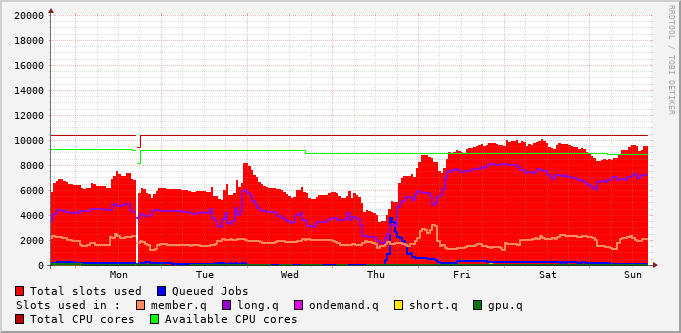 RRDTOOL / TOBI OETIKER
20000
18000
16000
14000
12000
10000
8000
6000
4000
2000
0
Mon Tue Wed Thu Fri Sat Sun
Total slots used Queued Jobs
Slots used in : member.q long.q ondemand.q short.q gpu.q
Total CPU cores Available CPU cores